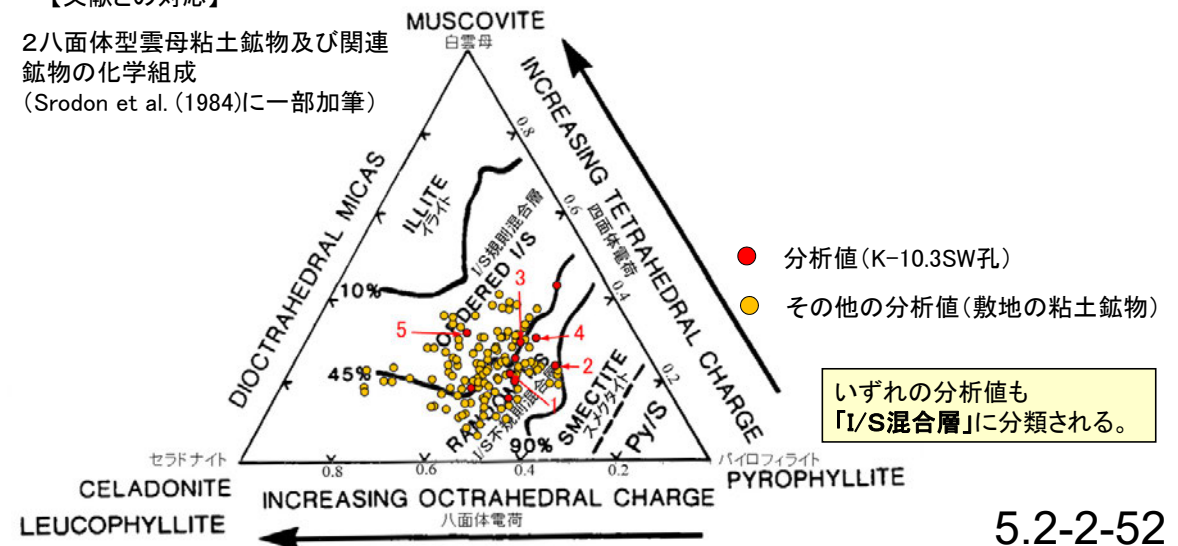 【文献との対応】
2八面体型雲母粘土鉱物及び関連
鉱物の化学組成
(Srodon et al. (1984)に一部加筆)
MUSCOVITE
白雲母
DIOCTRAHEDRAL MICAS
INCREASING TETRAHEDRAL CHARGE
四面体電荷
0.8
0.6
0.4
0.2
ILLITE
イライト
I/S規則混合層
ORDERED I/S
10%
45%
90%
3
5
4
2
1
I/S不規則混合層
SMECTITE
スメクタイト
Py/S
セラドナイト
CELADONITE
LEUCOPHYLLITE
0.8
0.6
0.4
0.2
パイロフィライト
PYROPHYLLITE
INCREASING OCTRAHEDRAL CHARGE
八面体電荷
分析値(K-10.3SW孔)
その他の分析値(敷地の粘土鉱物)
いずれの分析値も
「I/S混合層」に分類される。
5.2-2-52